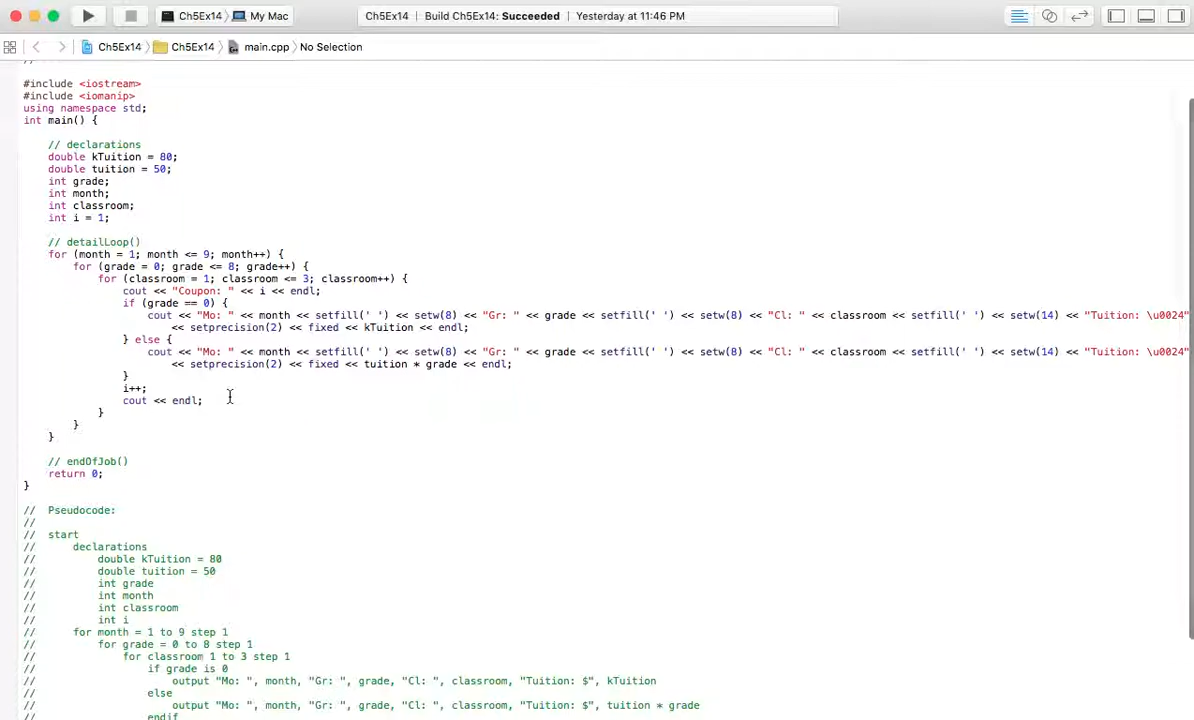 Ch5Ex14 > My Mac
Ch5Ex14 | Build Ch5Ex14: Succeeded | Yesterday at 11:46 PM
Ch5Ex14 > Ch5Ex14 > main.cpp > No Selection
//
#include <iostream>
#include <iomanip>
using namespace std;
int main() {
    // declarations
    double kTuition = 80;
    double tuition = 50;
    int grade;
    int month;
    int classroom;
    int i = 1;
    // detailLoop()
    for (month = 1; month <= 9; month++) {
        for (grade = 0; grade <= 8; grade++) {
            for (classroom = 1; classroom <= 3; classroom++) {
                cout << "Coupon: " << i << endl;
                if (grade == 0) {
                    cout << "Mo: " << month << setfill(' ') << setw(8) << "Gr: " << grade << setfill(' ') << setw(8) << "Cl: " << classroom << setfill(' ') << setw(14) << "Tuition: \u0024"
                        << setprecision(2) << fixed << kTuition << endl;
                } else {
                    cout << "Mo: " << month << setfill(' ') << setw(8) << "Gr: " << grade << setfill(' ') << setw(8) << "Cl: " << classroom << setfill(' ') << setw(14) << "Tuition: \u0024"
                        << setprecision(2) << fixed << tuition * grade << endl;
                }
                i++;
                cout << endl;
            }
        }
    }
    // endOfJob()
    return 0;
}
//  Pseudocode:
//
//  start
//      declarations
//          double kTuition = 80
//          double tuition = 50
//          int grade
//          int month
//          int classroom
//          int i
//      for month = 1 to 9 step 1
//          for grade = 0 to 8 step 1
//              for classroom 1 to 3 step 1
//                  if grade is 0
//                      output "Mo: ", month, "Gr: ", grade, "Cl: ", classroom, "Tuition: $", kTuition
//                  else
//                      output "Mo: ", month, "Gr: ", grade, "Cl: ", classroom, "Tuition: $", tuition * grade
//                  endif